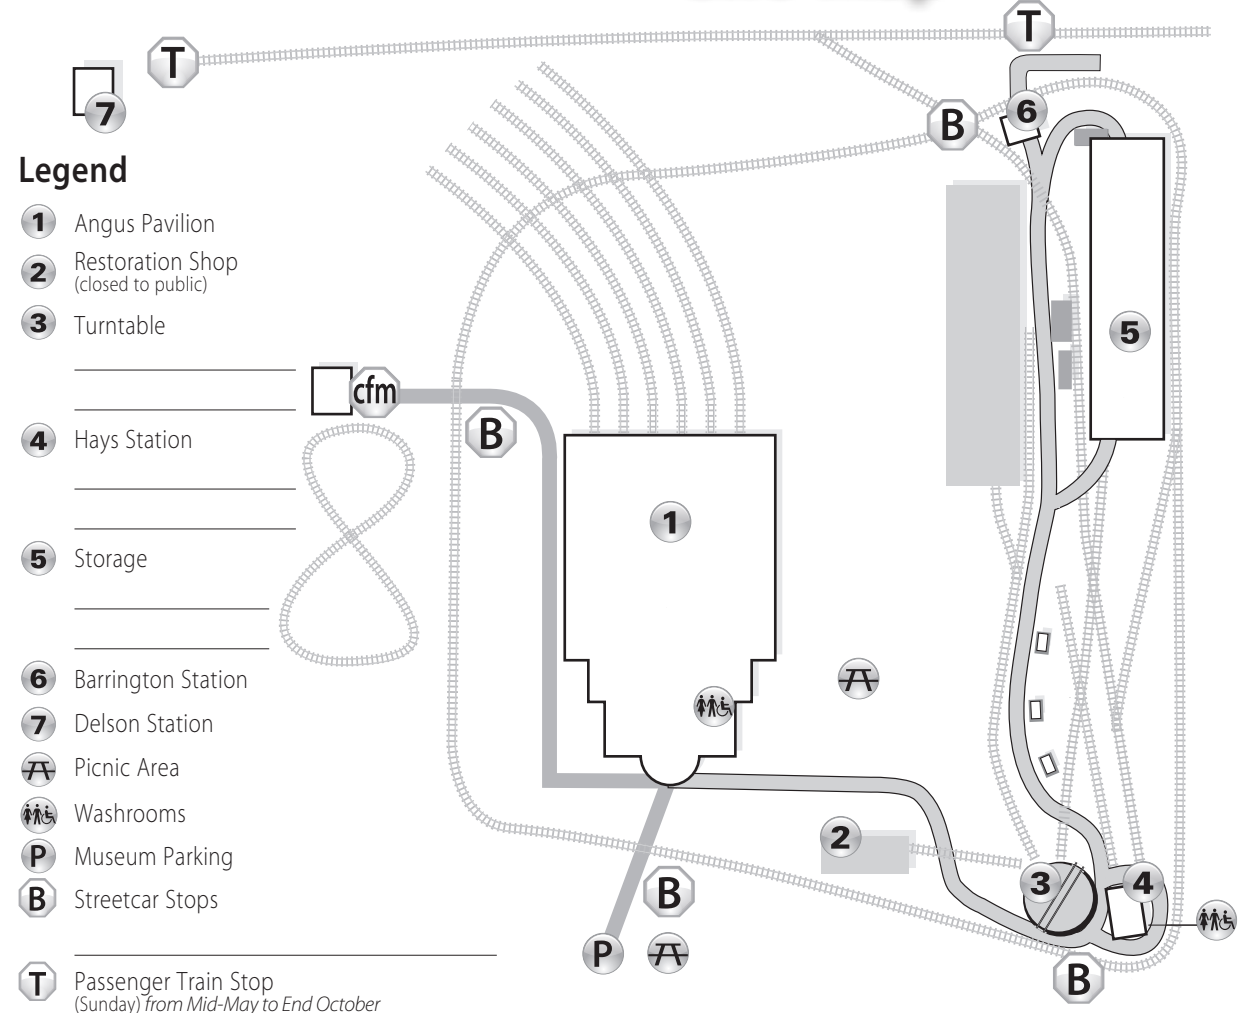 T
T
7
6
B
Legend
1 Angus Pavilion
2 Restoration Shop
(closed to public)
3 Turntable
5
cfm
B
4 Hays Station
1
5 Storage
6 Barrington Station
7 Delson Station
Picnic Area
Washrooms
P Museum Parking
B Streetcar Stops
2
3
4
B
P
B
T Passenger Train Stop
(Sunday) from Mid-May to End October